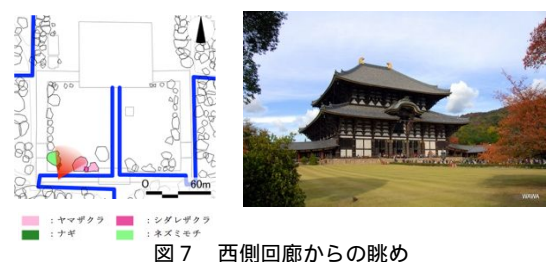 0 60m
WAWA
：ヤマザクラ ：シダレザクラ
：ナギ ：ネズミモチ
図7 西側回廊からの眺め